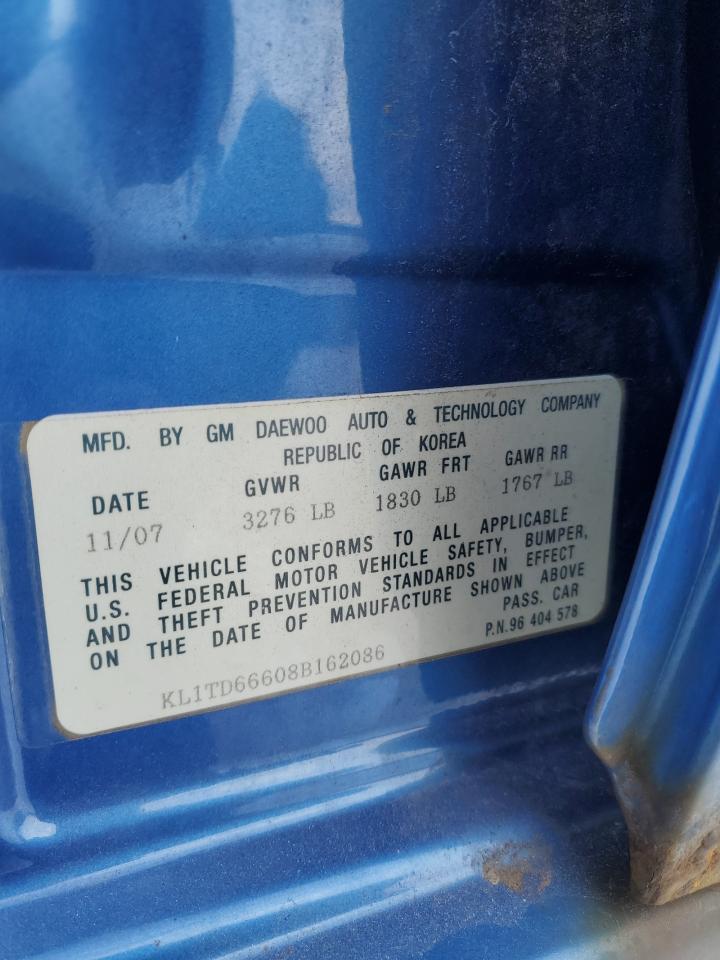 MFD. BY GM DAEWOO AUTO & TECHNOLOGY COMPANY
REPUBLIC OF KOREA
DATE GVWR GAWR FRT GAWR RR
11/07 3276 LB 1830 LB 1767 LB
THIS VEHICLE CONFORMS TO ALL APPLICABLE
U.S. FEDERAL MOTOR VEHICLE SAFETY, BUMPER,
AND THEFT PREVENTION STANDARDS IN EFFECT
ON THE DATE OF MANUFACTURE SHOWN ABOVE
PASS. CAR
P.N.96 404 578
KL1TD66608B162086